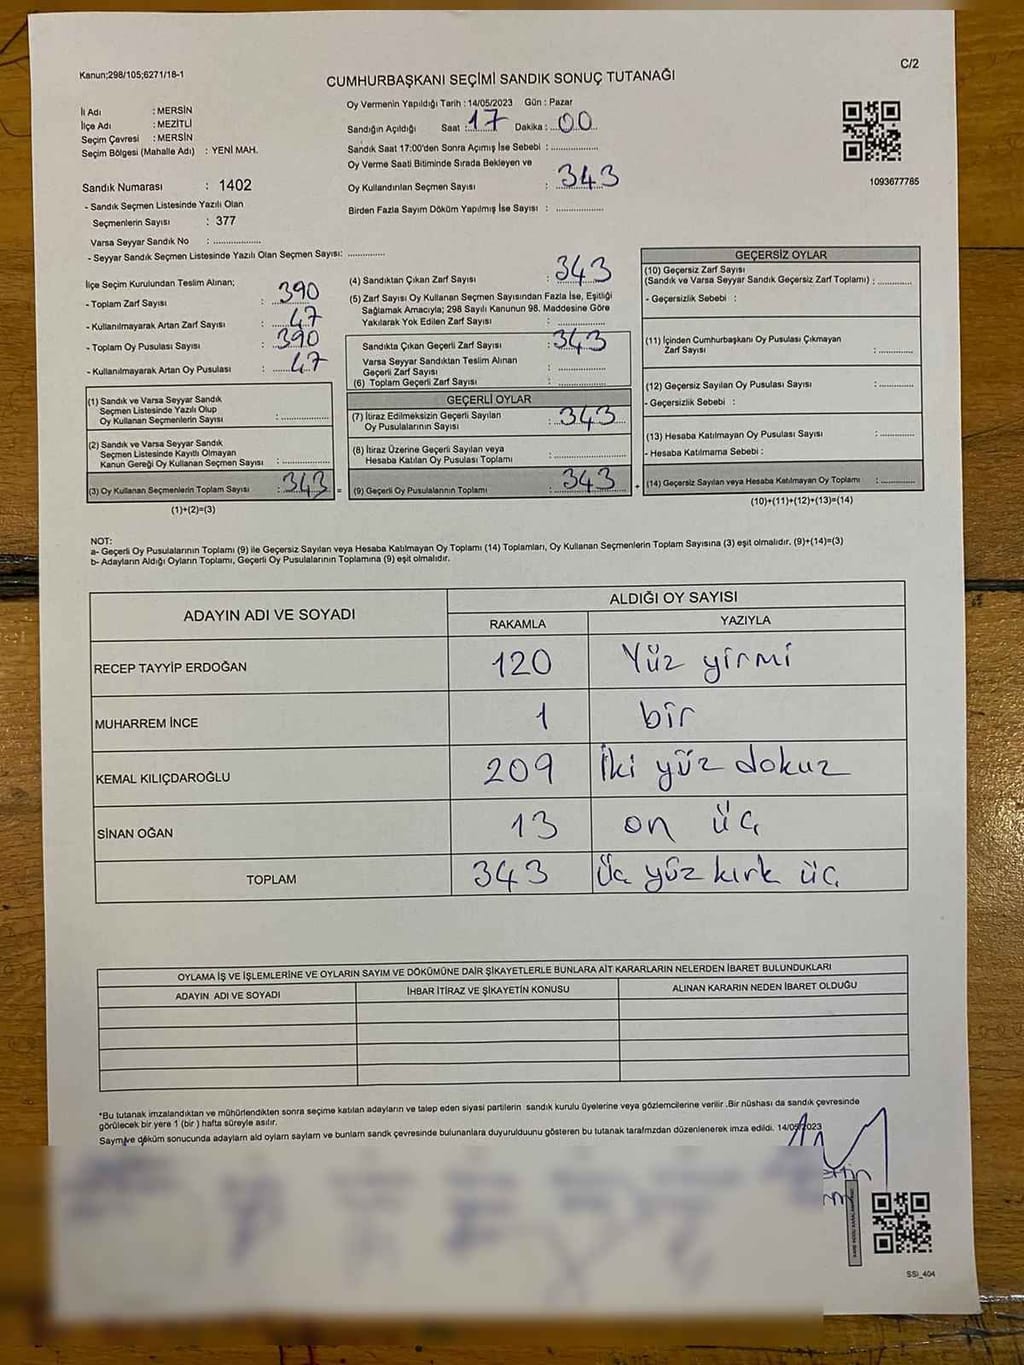 Kanun;298/105;6271/18-1
C/2
CUMHURBAŞKANI SEÇİMİ SANDIK SONUÇ TUTANAĞI
İl Adı : MERSİN
İlçe Adı : MEZİTLİ
Seçim Çevresi : MERSİN
Seçim Bölgesi (Mahalle Adı) : YENİ MAH.
Sandık Numarası : 1402
- Sandık Seçmen Listesinde Yazılı Olan
Seçmenlerin Sayısı : 377
Varsa Seyyar Sandık No : ..................
- Seyyar Sandık Seçmen Listesinde Yazılı Olan Seçmen Sayısı: ..............
Oy Vermenin Yapıldığı Tarih : 14/05/2023 Gün : Pazar
Sandığın Açıldığı Saat : 17 Dakika : 00
Sandık Saat 17:00'den Sonra Açımış İse Sebebi : ..................
Oy Verme Saati Bitiminde Sırada Bekleyen ve
Oy Kullandırılan Seçmen Sayısı : 343
Birden Fazla Sayım Döküm Yapılmış İse Sayısı : ..................
1093677785
İlçe Seçim Kurulundan Teslim Alınan;
- Toplam Zarf Sayısı : 390
- Kullanılmayarak Artan Zarf Sayısı : 47
- Toplam Oy Pusulası Sayısı : 390
- Kullanılmayarak Artan Oy Pusulası : 47
(1) Sandık ve Varsa Seyyar Sandık
Seçmen Listesinde Yazılı Olup
Oy Kullanan Seçmenlerin Sayısı : ..................
(2) Sandık ve Varsa Seyyar Sandık
Seçmen Listesinde Kayıtlı Olmayan
Kanun Gereği Oy Kullanan Seçmen Sayısı : ..................
(3) Oy Kullanan Seçmenlerin Toplam Sayısı : 343 =
(1)+(2)=(3)
(4) Sandıktan Çıkan Zarf Sayısı : 343
(5) Zarf Sayısı Oy Kullanan Seçmen Sayısından Fazla İse, Eşitliği
Sağlamak Amacıyla; 298 Sayılı Kanunun 98. Maddesine Göre
Yakılarak Yok Edilen Zarf Sayısı : ..................
Sandıkta Çıkan Geçerli Zarf Sayısı : 343
Varsa Seyyar Sandıktan Teslim Alınan
Geçerli Zarf Sayısı : ..................
(6) Toplam Geçerli Zarf Sayısı : ..................
GEÇERLİ OYLAR
(7) İtiraz Edilmeksizin Geçerli Sayılan
Oy Pusulalarının Sayısı : 343
(8) İtiraz Üzerine Geçerli Sayılan veya
Hesaba Katılan Oy Pusulası Toplamı : ..................
(9) Geçerli Oy Pusulalarının Toplamı : 343 +
GEÇERSİZ OYLAR
(10) Geçersiz Zarf Sayısı
(Sandık ve Varsa Seyyar Sandık Geçersiz Zarf Toplamı) : ............
- Geçersizlik Sebebi :
(11) İçinden Cumhurbaşkanı Oy Pusulası Çıkmayan
Zarf Sayısı : ............
(12) Geçersiz Sayılan Oy Pusulası Sayısı : ............
- Geçersizlik Sebebi :
(13) Hesaba Katılmayan Oy Pusulası Sayısı : ............
- Hesaba Katılmama Sebebi :
(14) Geçersiz Sayılan veya Hesaba Katılmayan Oy Toplamı : ............
(10)+(11)+(12)+(13)=(14)
NOT:
a- Geçerli Oy Pusulalarının Toplamı (9) ile Geçersiz Sayılan veya Hesaba Katılmayan Oy Toplamı (14) Toplamları, Oy Kullanan Seçmenlerin Toplam Sayısına (3) eşit olmalıdır. (9)+(14)=(3)
b- Adayların Aldığı Oyların Toplamı, Geçerli Oy Pusulalarının Toplamına (9) eşit olmalıdır.
ADAYIN ADI VE SOYADI ALDIĞI OY SAYISI
RAKAMLA YAZIYLA
RECEP TAYYİP ERDOĞAN 120 Yüz yirmi
MUHARREM İNCE 1 bir
KEMAL KILIÇDAROĞLU 209 İki yüz dokuz
SİNAN OĞAN 13 on üç
TOPLAM 343 Üç yüz kırk üç
OYLAMA İŞ VE İŞLEMLERİNE VE OYLARIN SAYIM VE DÖKÜMÜNE DAİR ŞİKAYETLERLE BUNLARA AİT KARARLARIN NELERDEN İBARET BULUNDUKLARI
ADAYIN ADI VE SOYADI İHBAR İTİRAZ VE ŞİKAYETİN KONUSU ALINAN KARARIN NEDEN İBARET OLDUĞU
*Bu tutanak imzalandıktan ve mühürlendikten sonra seçime katılan adayların ve talep eden siyasi partilerin sandık kurulu üyelerine veya gözlemcilerine verilir .Bir nüshası da sandık çevresinde
görülecek bir yere 1 (bir ) hafta süreyle asılır.
Sayım ve döküm sonucunda adayların aldı oyların sayları ve bunların sandk çevresinde bulunanlara duyurulduunu gösteren bu tutanak tarafmzdan düzenlenerek imza edildi. 14/05/2023
SSİ_404